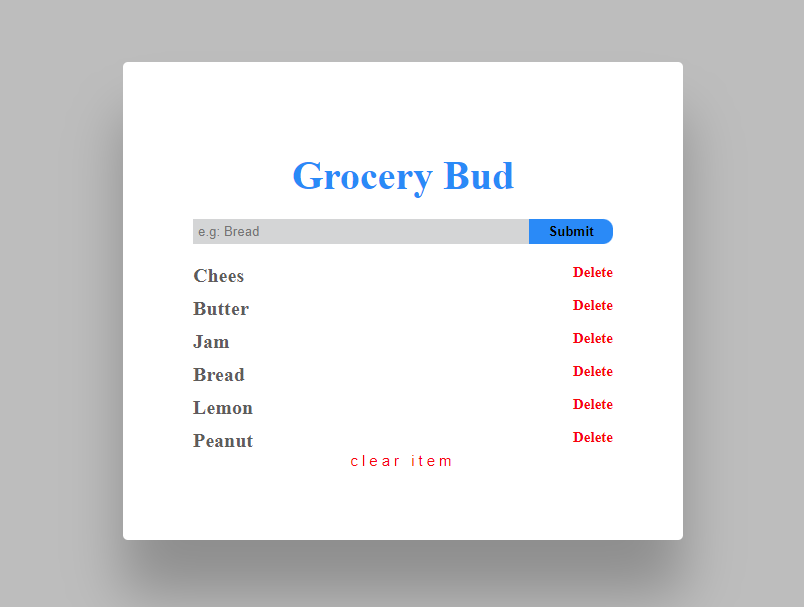 Grocery Bud
e.g: Bread Submit
Chees Delete
Butter Delete
Jam Delete
Bread Delete
Lemon Delete
Peanut Delete
clear item